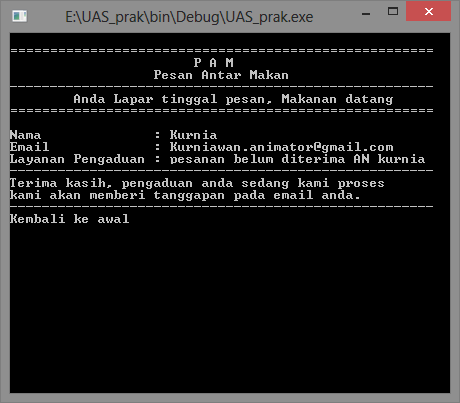 E:\UAS_prak\bin\Debug\UAS_prak.exe
=====================================================
P A M
Pesan Antar Makan
-----------------------------------------------------
Anda Lapar tinggal pesan, Makanan datang
=====================================================
Nama : Kurnia
Email : Kurniawan.animator@gmail.com
Layanan Pengaduan : pesanan belum diterima AN kurnia
-----------------------------------------------------
Terima kasih, pengaduan anda sedang kami proses
kami akan memberi tanggapan pada email anda.
-----------------------------------------------------
Kembali ke awal